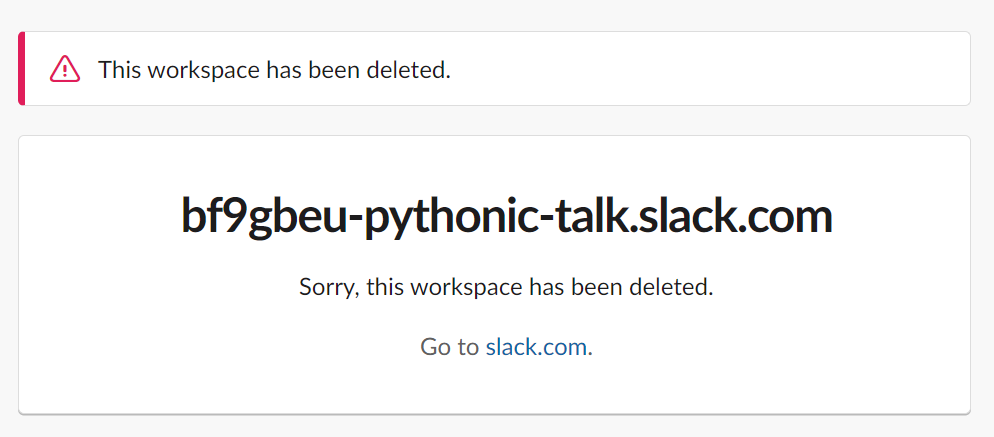 This workspace has been deleted.
bf9gbeu-pythonic-talk.slack.com
Sorry, this workspace has been deleted.
Go to slack.com.